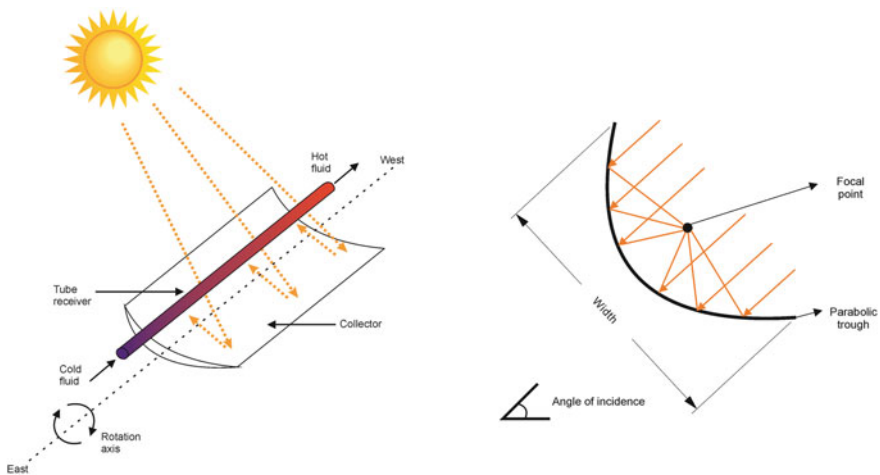 Hot
fluid
West
Tube
receiver
Collector
Cold
fluid
Rotation
axis
East
Focal
point
Width
Parabolic
trough
Angle of incidence